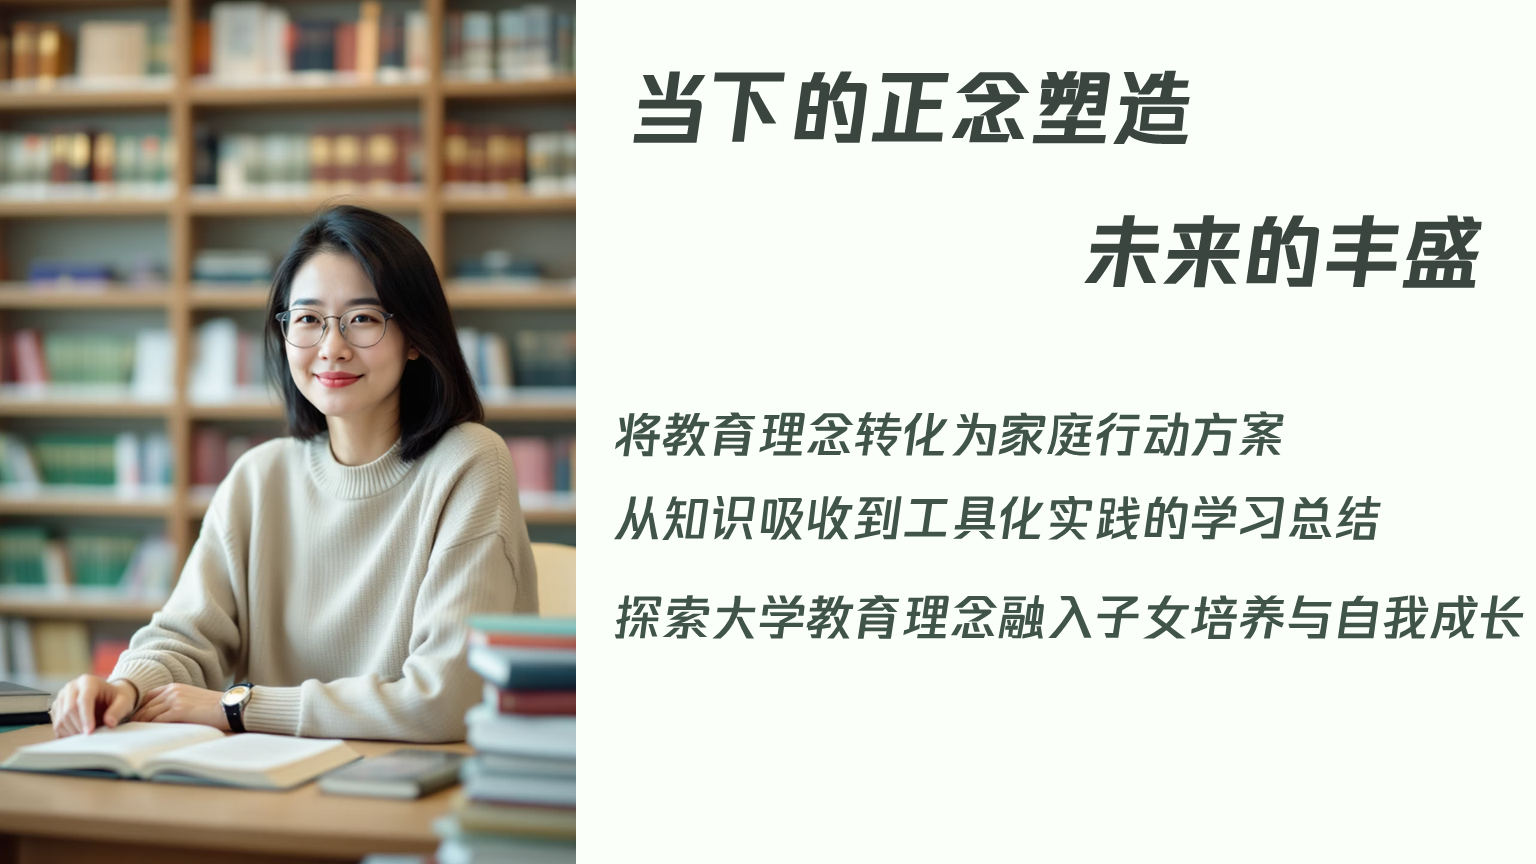 当下的正念塑造
未来的丰盛
将教育理念转化为家庭行动方案
从知识吸收到工具化实践的学习总结
探索大学教育理念融入子女培养与自我成长